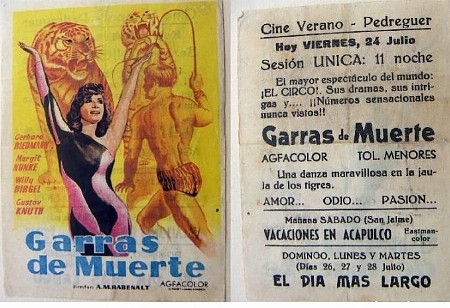 Gerhard
RIEDMANN
Margit
NUNKE
Willy
BIRGEL
Gustav
KNUTH
Garras
de Muerte
Director: A.M.RABENALT
AGFACOLOR
Cine Verano - Pedreguer
Hoy VIERNES, 24 Julio
Sesión UNICA: 11 noche
El mayor espectáculo del mundo:
¡EL CIRCO!. Sus dramas, sus intri-
gas y.... ¡¡Números sensacionales
nunca vistos!!
Garras de Muerte
AGFACOLOR TOL. MENORES
Una danza maravillosa en la jau-
la de los tigres.
AMOR... ODIO... PASION...
Mañana SABADO (San Jaime)
VACACIONES EN ACAPULCO Eastman-
color
DOMINGO, LUNES Y MARTES
(Días 26, 27 y 28 Julio)
EL DIA MAS LARGO